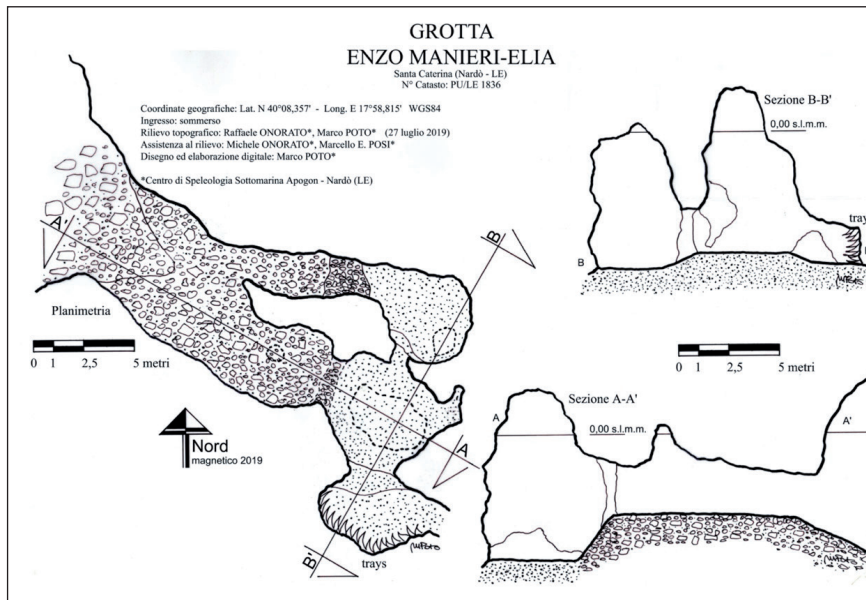 GROTTA
ENZO MANIERI-ELIA
Santa Caterina (Nardò - LE)
N° Catasto: PU/LE 1836
Coordinate geografiche: Lat. N 40°08,357' - Long. E 17°58,815' WGS84
Ingresso: sommerso
Rilievo topografico: Raffaele ONORATO*, Marco POTO* (27 luglio 2019)
Assistenza al rilievo: Michele ONORATO*, Marcello E. POSI*
Disegno ed elaborazione digitale: Marco POTO*
*Centro di Speleologia Sottomarina Apogon - Nardò (LE)
Sezione B-B'
0,00 s.l.m.m.
trays
B
A'
B
Planimetria
0 1 2,5 5 metri
0 1 2,5 5 metri
Nord
magnetico 2019
A
B'
trays
Sezione A-A'
A
0,00 s.l.m.m.
A'